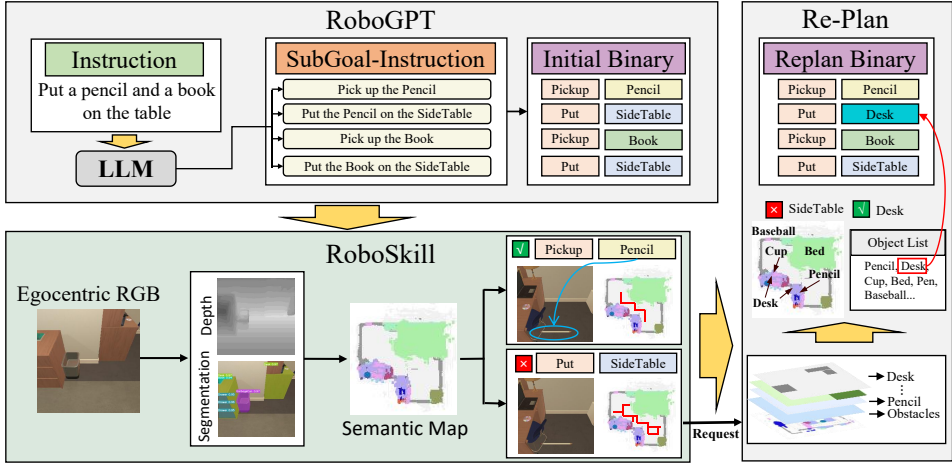 RoboGPT
Instruction
Put a pencil and a book
on the table
LLM
SubGoal-Instruction
Pick up the Pencil
Put the Pencil on the SideTable
Pick up the Book
Put the Book on the SideTable
Initial Binary
Pickup Pencil
Put SideTable
Pickup Book
Put SideTable
RoboSkill
Egocentric RGB
Depth
Segmentation
Semantic Map
√ Pickup Pencil
× Put SideTable
Request
Re-Plan
Replan Binary
Pickup Pencil
Put Desk
Pickup Book
Put SideTable
× SideTable √ Desk
Baseball
Cup Bed
Pencil
Desk
Object List
Pencil, Desk,
Cup, Bed, Pen,
Baseball...
Desk
⋮
Pencil
Obstacles